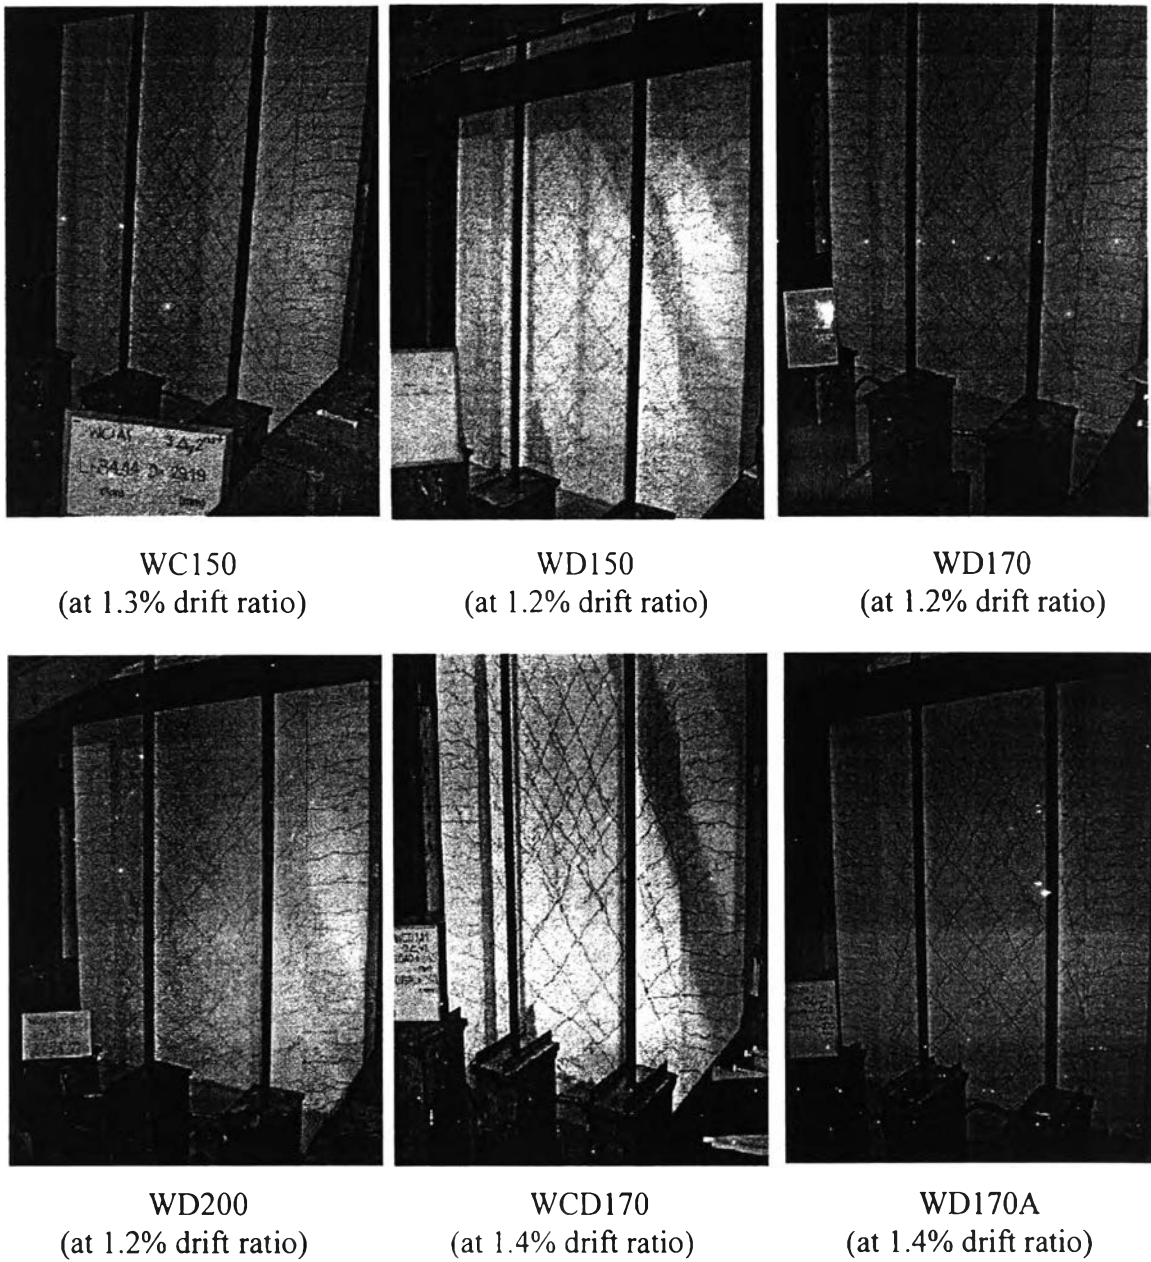 3Δy2
WC150
(at 1.3% drift ratio)
WD150
(at 1.2% drift ratio)
WD170
(at 1.2% drift ratio)
WD200
(at 1.2% drift ratio)
WCD170
(at 1.4% drift ratio)
WD170A
(at 1.4% drift ratio)